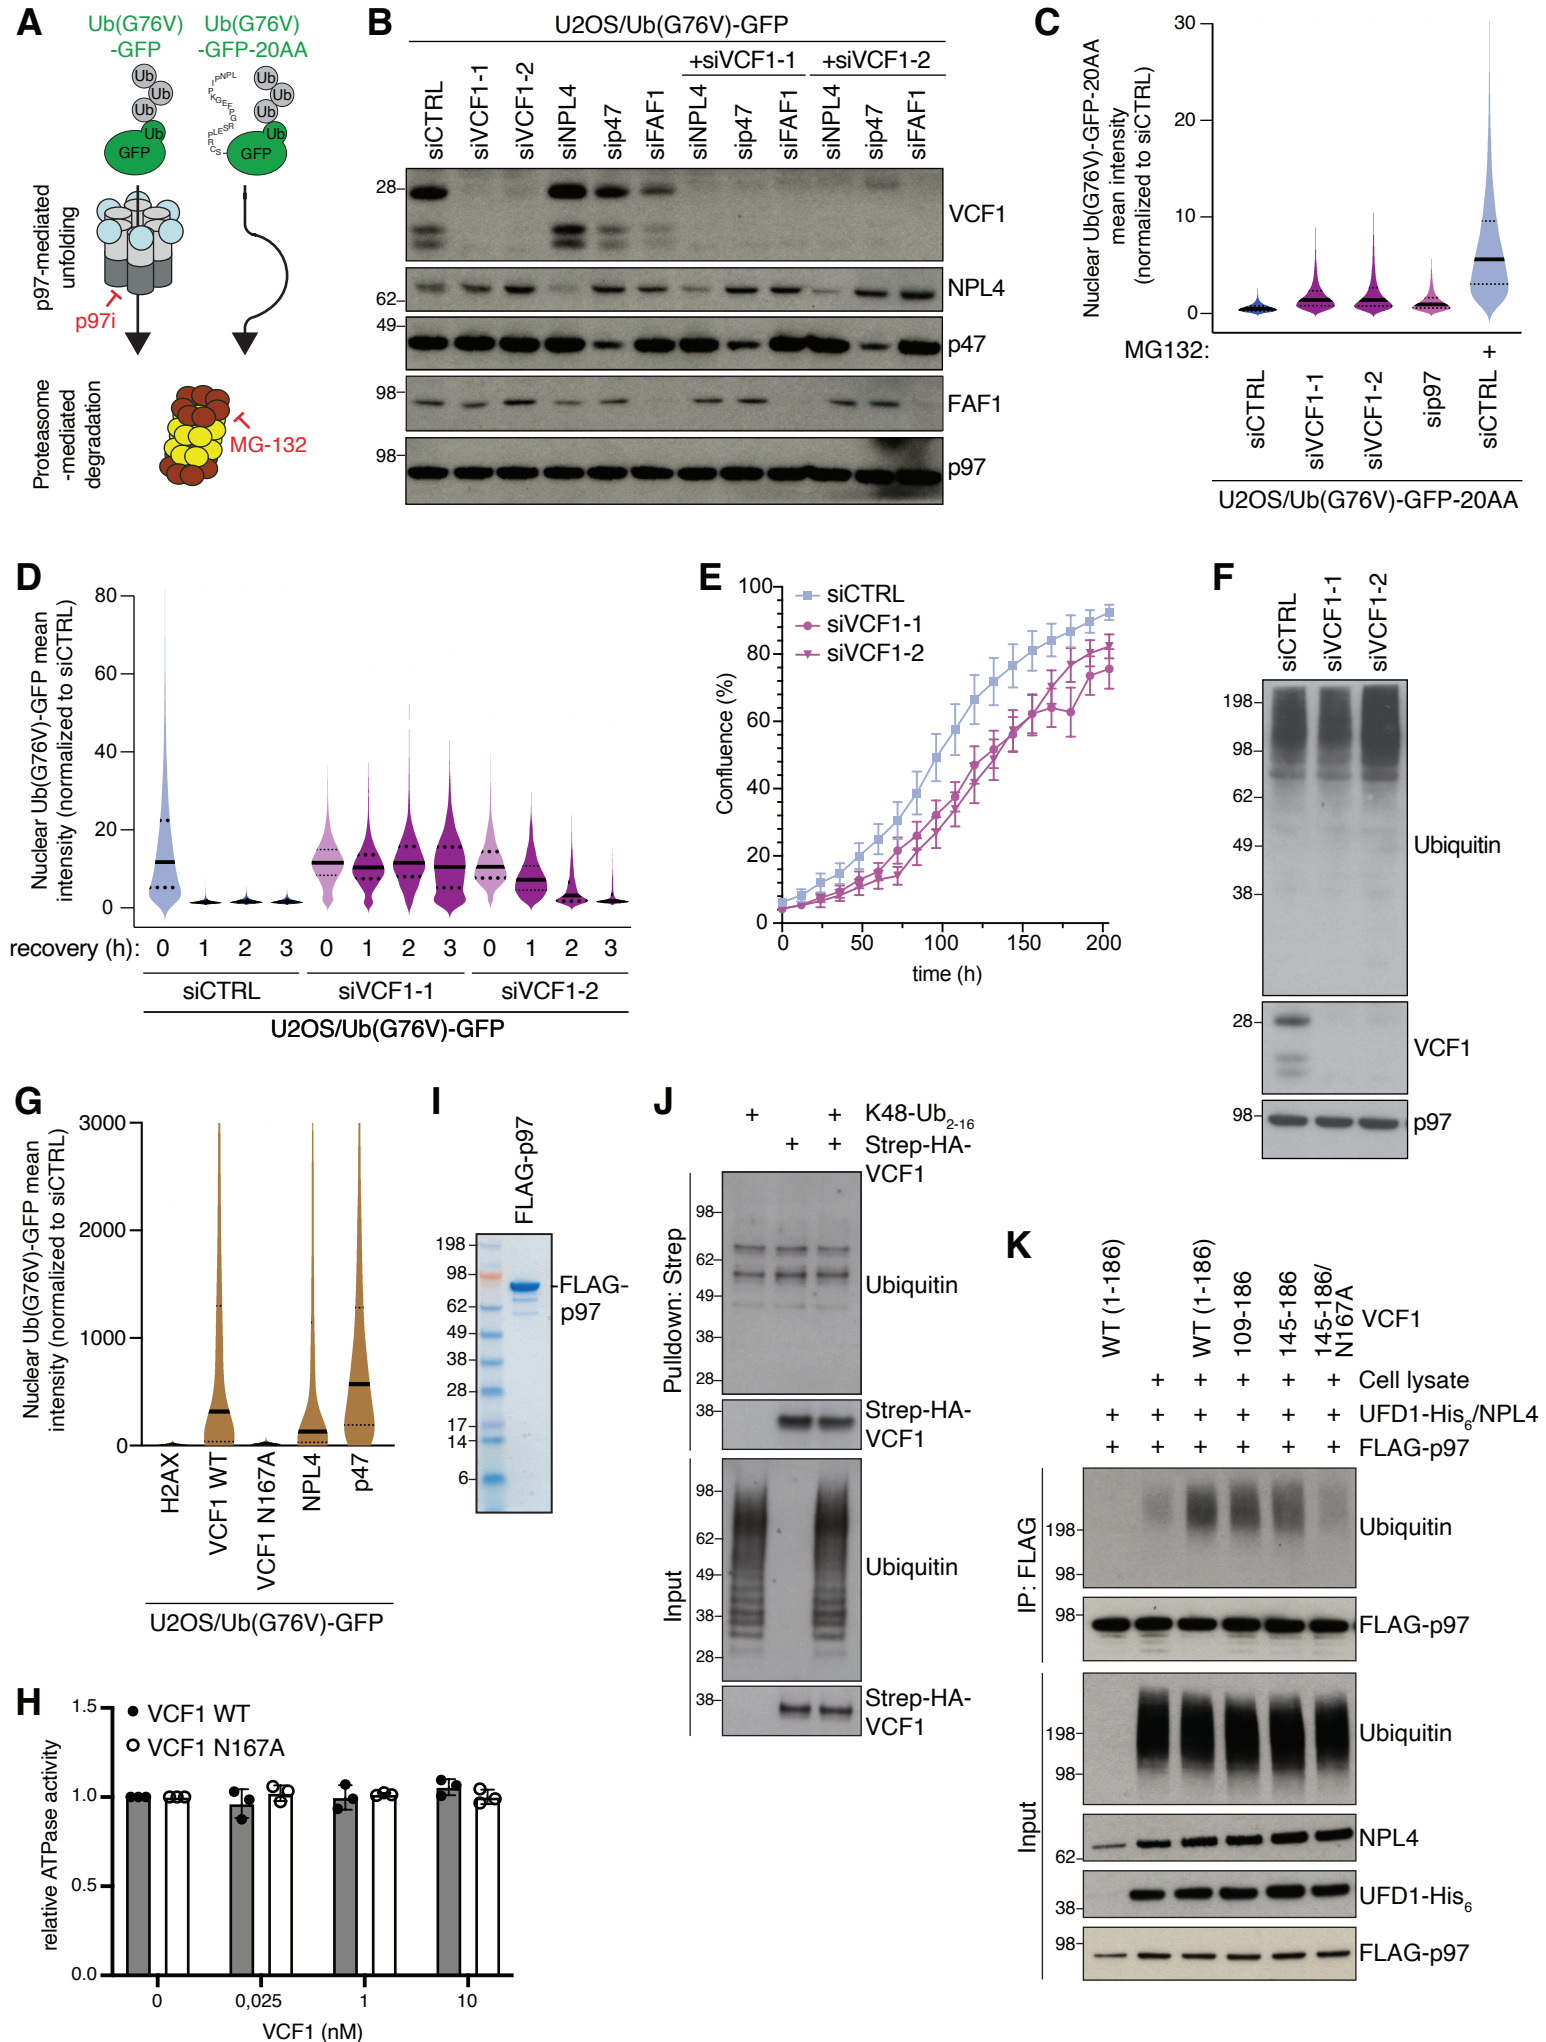 A
Ub(G76V)
-GFP
Ub(G76V)
-GFP-20AA
Ub
Ub
Ub
Ub
GFP
Ub
Ub
Ub
Ub
GFP
p97-mediated
unfolding
p97i
Proteasome
-mediated
degradation
MG-132
B
U2OS/Ub(G76V)-GFP
+siVCF1-1
+siVCF1-2
siCTRL
siVCF1-1
siVCF1-2
siNPL4
sip47
siFAF1
siNPL4
sip47
siFAF1
siNPL4
sip47
siFAF1
28
VCF1
62
NPL4
49
p47
98
FAF1
98
p97
C
Nuclear Ub(G76V)-GFP-20AA
mean intensity
(normalized to siCTRL)
30
20
10
0
MG132:
+
siCTRL
siVCF1-1
siVCF1-2
sip97
siCTRL
U2OS/Ub(G76V)-GFP-20AA
D
Nuclear Ub(G76V)-GFP mean
intensity (normalized to siCTRL)
80
60
40
20
0
recovery (h):
0 1 2 3 0 1 2 3 0 1 2 3
siCTRL
siVCF1-1
siVCF1-2
U2OS/Ub(G76V)-GFP
E
Confluence (%)
100
80
60
40
20
0
siCTRL
siVCF1-1
siVCF1-2
0 50 100 150 200
time (h)
F
siCTRL
siVCF1-1
siVCF1-2
198
98
62
49
38
Ubiquitin
28
VCF1
98
p97
G
Nuclear Ub(G76V)-GFP mean
intensity (normalized to siCTRL)
3000
2000
1000
0
H2AX
VCF1 WT
VCF1 N167A
NPL4
p47
U2OS/Ub(G76V)-GFP
H
relative ATPase activity
1.5
1.0
0.5
0.0
VCF1 WT
VCF1 N167A
0 0,025 1 10
VCF1 (nM)
I
FLAG-p97
198
98
62
49
38
28
17
14
6
FLAG-
p97
J
+ + K48-Ub2-16
+ + Strep-HA-
VCF1
Pulldown: Strep
98
62
49
38
28
Ubiquitin
38
Strep-HA-
VCF1
Input
98
62
49
38
28
Ubiquitin
38
Strep-HA-
VCF1
K
WT (1-186)
WT (1-186)
109-186
145-186
145-186/
N167A
VCF1
+ + + + + Cell lysate
+ + + + + + UFD1-His6/NPL4
+ + + + + + FLAG-p97
IP: FLAG
198
98
Ubiquitin
98
FLAG-p97
Input
198
98
Ubiquitin
62
NPL4
38
UFD1-His6
98
FLAG-p97